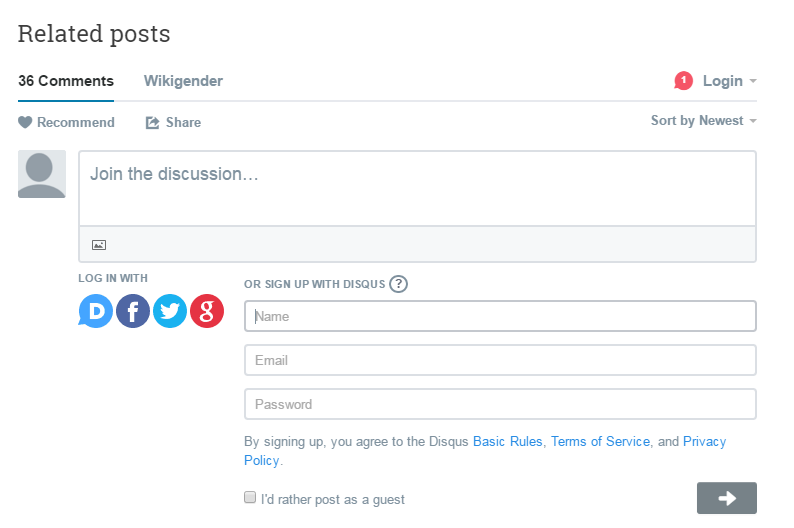 Related posts
36 Comments Wikigender 1 Login
Recommend Share Sort by Newest
Join the discussion…
LOG IN WITH
OR SIGN UP WITH DISQUS ?
D f g
Name
Email
Password
By signing up, you agree to the Disqus Basic Rules, Terms of Service, and Privacy
Policy.
I'd rather post as a guest